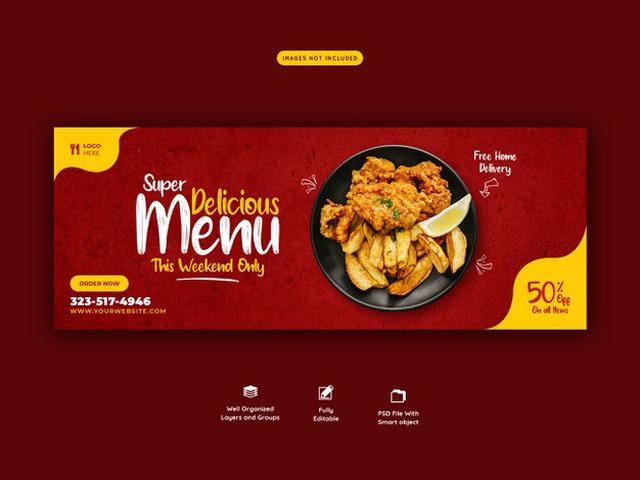 IMAGES NOT INCLUDED
LOGO
HERE
Super
Delicious
Menu
This Weekend Only
ORDER NOW
323-517-4946
WWW.YOURWEBSITE.COM
Free Home
Delivery
50% Off
On all Items
Well Organized
Layers and Groups
Fully
Editable
PSD File With
Smart object